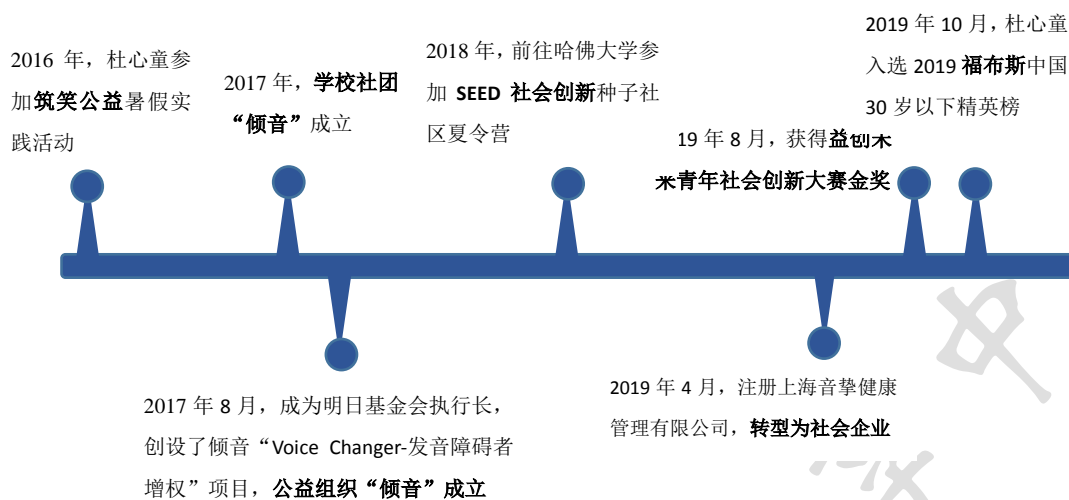 2016 年，杜心童参
加筑笑公益暑假实
践活动
2017 年，学校社团
“倾音”成立
2018 年，前往哈佛大学参
加 SEED 社会创新种子社
区夏令营
19 年 8 月，获得益创未
来青年社会创新大赛金奖
2019 年 10 月，杜心童
入选 2019 福布斯中国
30 岁以下精英榜
2017 年 8 月，成为明日基金会执行长，
创设了倾音“Voice Changer-发音障碍者
增权”项目，公益组织“倾音”成立
2019 年 4 月，注册上海音挚健康
管理有限公司，转型为社会企业
中